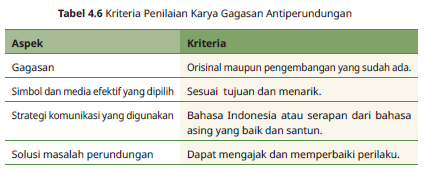 Tabel 4.6 Kriteria Penilaian Karya Gagasan Antiperundungan
Aspek Kriteria
Gagasan Orisinal maupun pengembangan yang sudah ada.
Simbol dan media efektif yang dipilih Sesuai tujuan dan menarik.
Strategi komunikasi yang digunakan Bahasa Indonesia atau serapan dari bahasa
asing yang baik dan santun.
Solusi masalah perundungan Dapat mengajak dan memperbaiki perilaku.